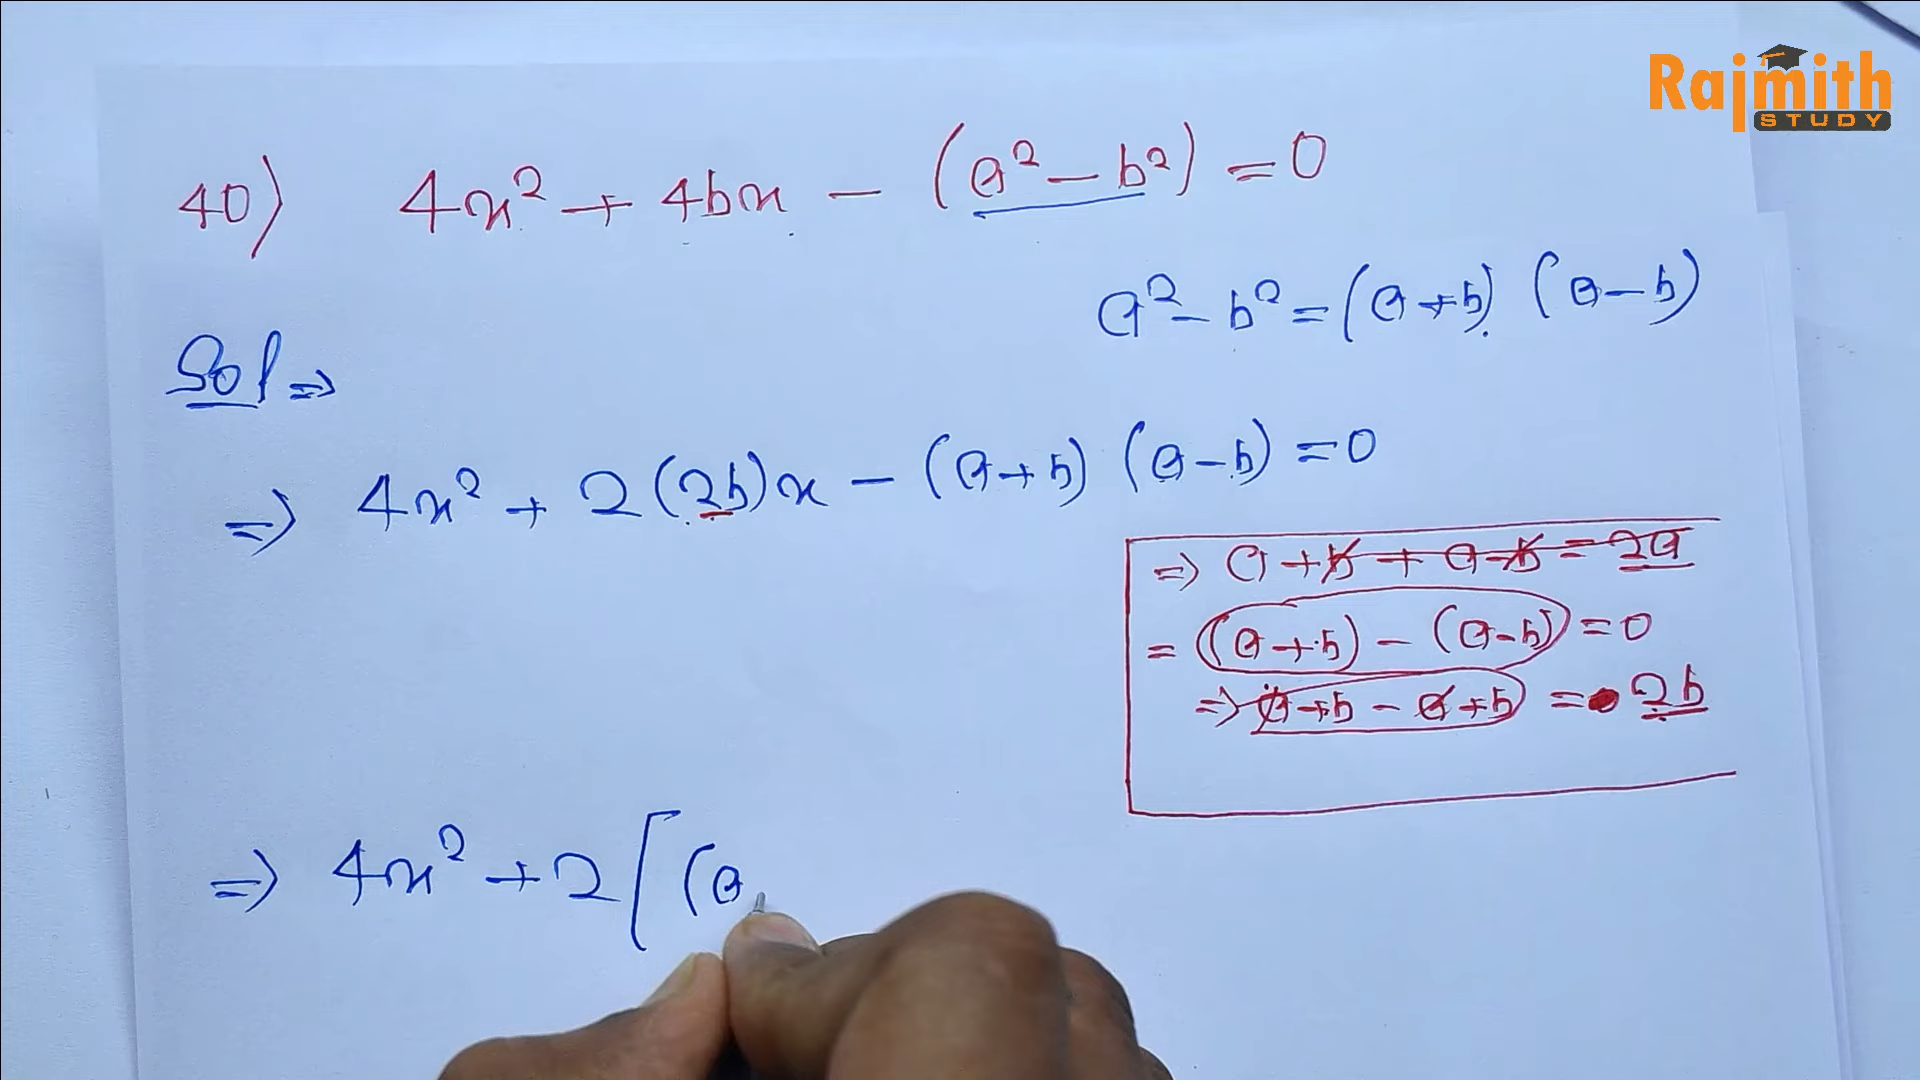 Rajmith
STUDY
40) 4x² + 4bx - (a² - b²) = 0
a² - b² = (a+b) (a-b)
Sol ⇒
⇒ 4x² + 2(2b)x - (a+b) (a-b) = 0
⇒ a + b + a - b = 2a
= (a+b) - (a-b) = 0
⇒ a+b - a+b = 2b
⇒ 4x² + 2[(a